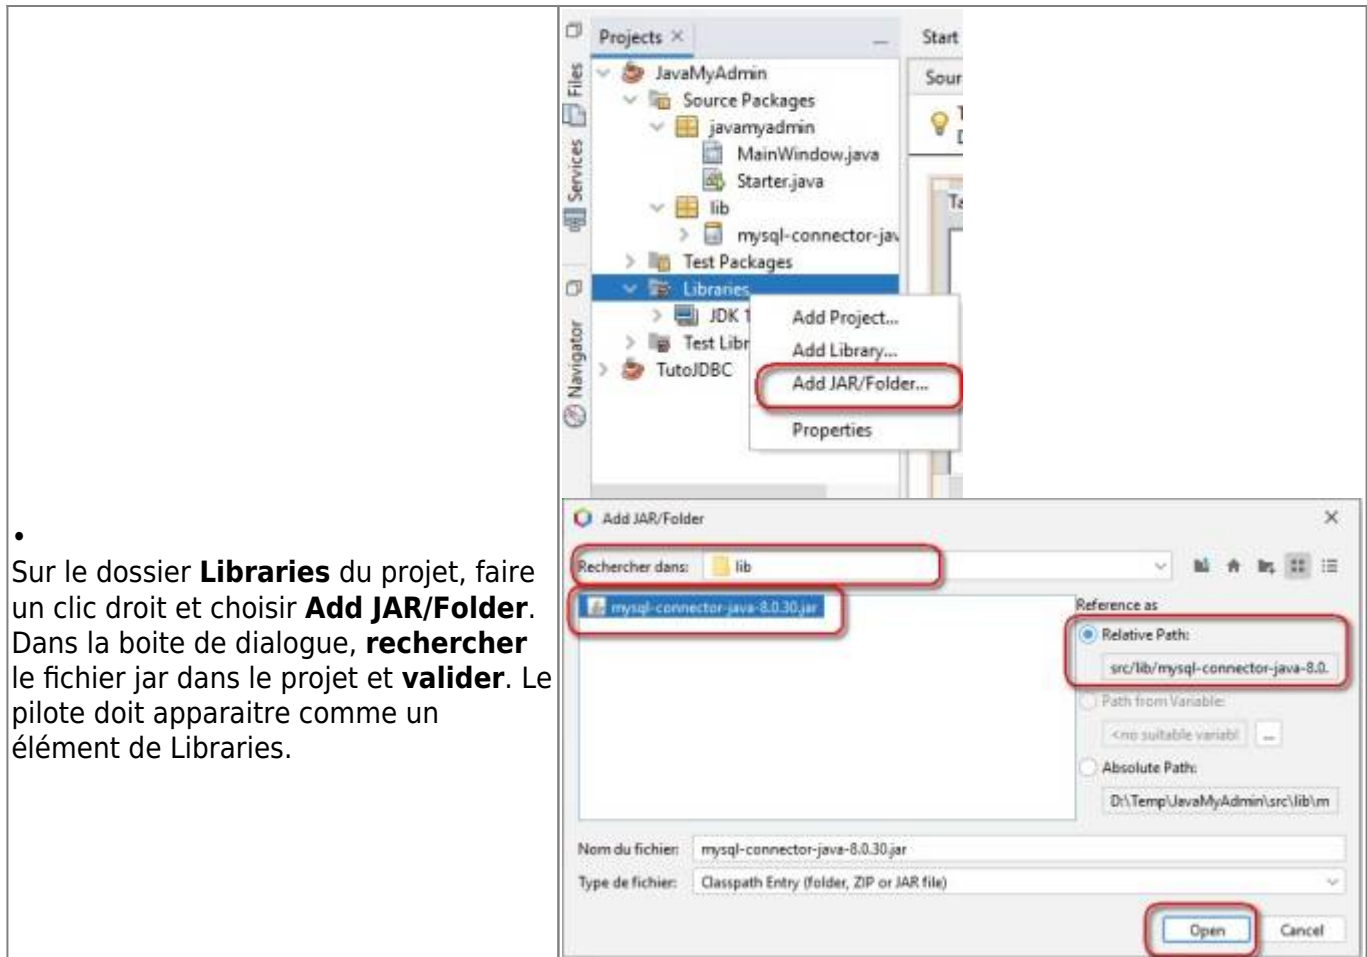 •
Sur le dossier Libraries du projet, faire
un clic droit et choisir Add JAR/Folder.
Dans la boite de dialogue, rechercher
le fichier jar dans le projet et valider. Le
pilote doit apparaitre comme un
élément de Libraries.
Files
Services
Navigator
Projects
Start
JavaMyAdmin
Sour
Source Packages
javamyadmin
MainWindow.java
Starter.java
lib
mysql-connector-jav
Test Packages
Libraries
JDK 1
Test Libr
TutoJDBC
Add Project...
Add Library...
Add JAR/Folder...
Properties
Add JAR/Folder
Rechercher dans: lib
mysql-connector-java-8.0.30.jar
Reference as
Relative Path:
src/lib/mysql-connector-java-8.0.
Path from Variable:
<no suitable variabl ...
Absolute Path:
D:\Temp\JavaMyAdmin\src\lib\m
Nom du fichier: mysql-connector-java-8.0.30.jar
Type de fichier: Classpath Entry (folder, ZIP or JAR file)
Open Cancel